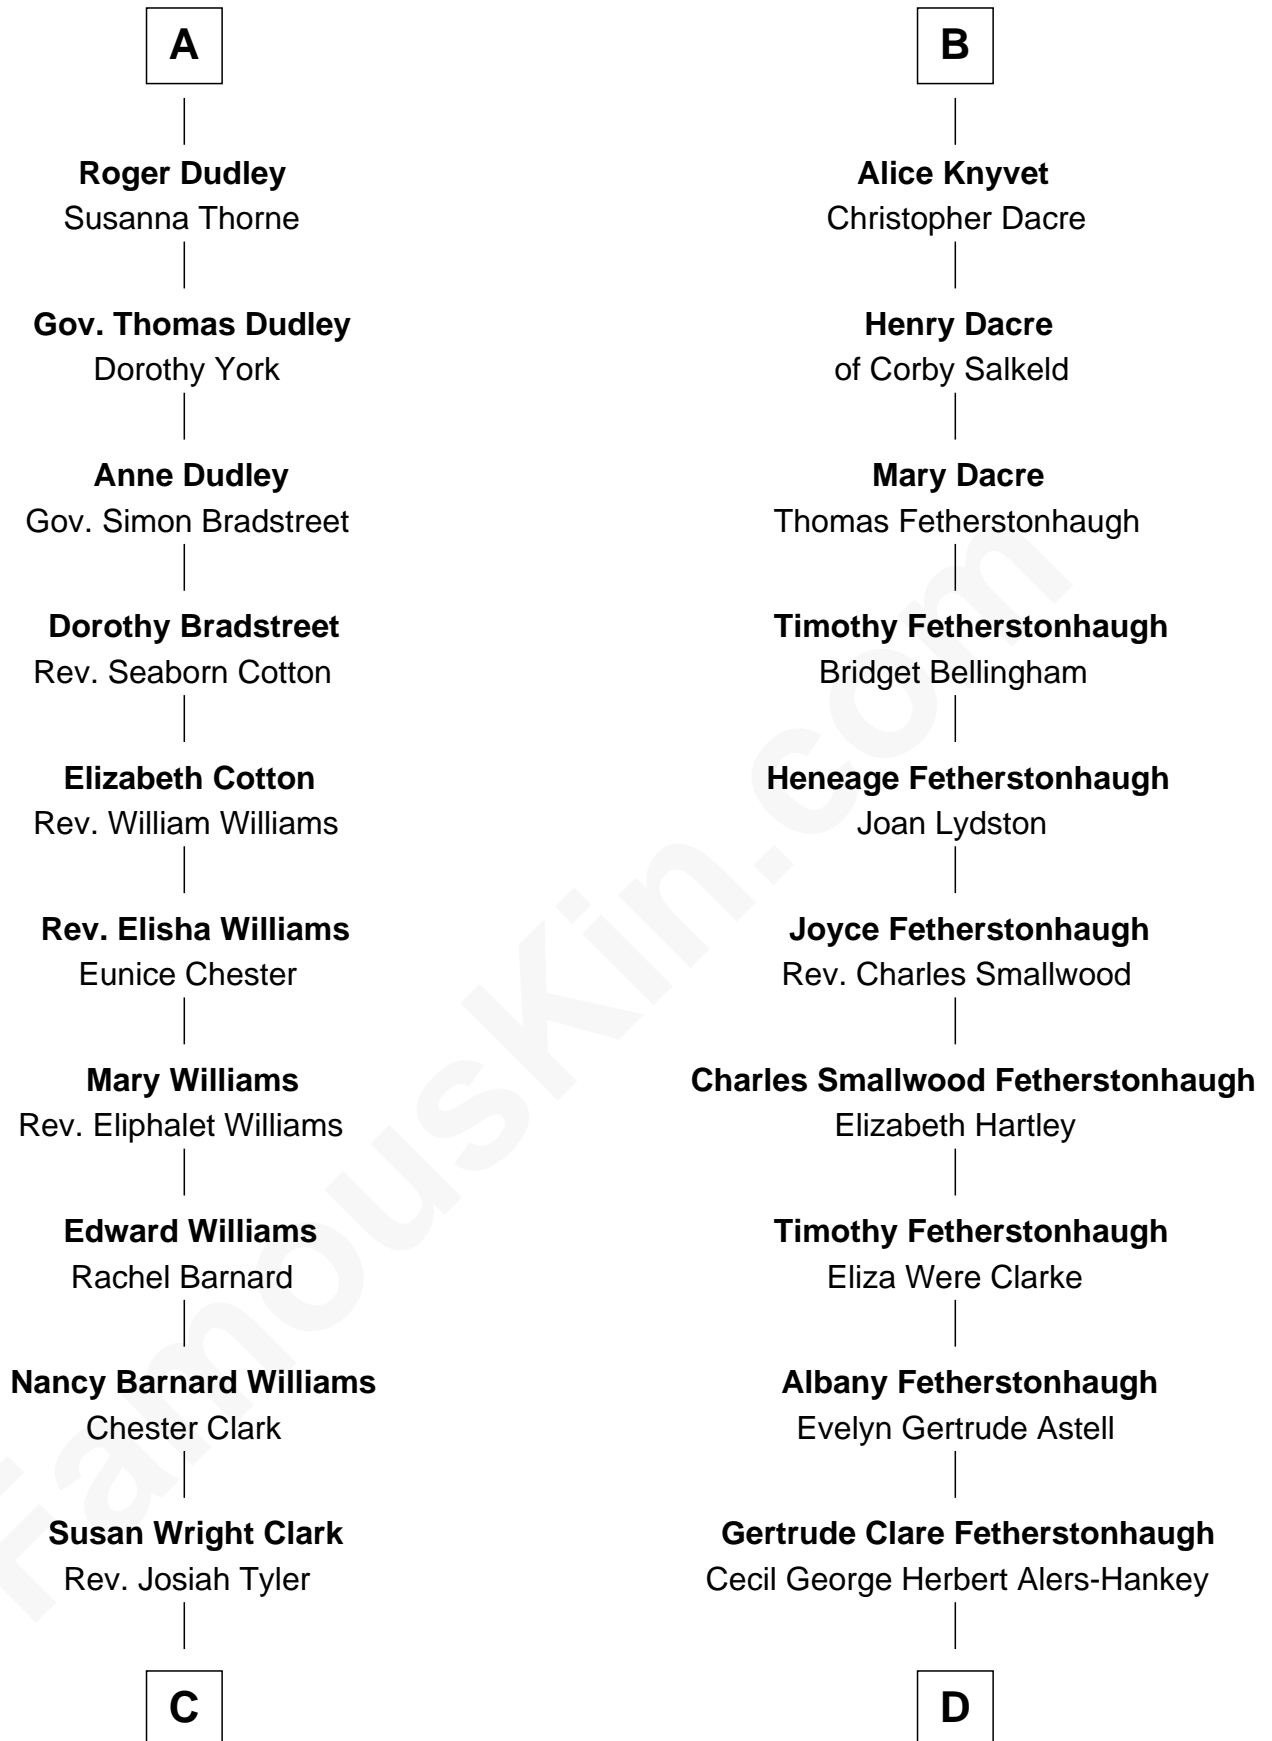 A
Roger Dudley
Susanna Thorne
Gov. Thomas Dudley
Dorothy York
Anne Dudley
Gov. Simon Bradstreet
Dorothy Bradstreet
Rev. Seaborn Cotton
Elizabeth Cotton
Rev. William Williams
Rev. Elisha Williams
Eunice Chester
Mary Williams
Rev. Eliphalet Williams
Edward Williams
Rachel Barnard
Nancy Barnard Williams
Chester Clark
Susan Wright Clark
Rev. Josiah Tyler
C
B
Alice Knyvet
Christopher Dacre
Henry Dacre
of Corby Salkeld
Mary Dacre
Thomas Fetherstonhaugh
Timothy Fetherstonhaugh
Bridget Bellingham
Heneage Fetherstonhaugh
Joan Lydston
Joyce Fetherstonhaugh
Rev. Charles Smallwood
Charles Smallwood Fetherstonhaugh
Elizabeth Hartley
Timothy Fetherstonhaugh
Eliza Were Clarke
Albany Fetherstonhaugh
Evelyn Gertrude Astell
Gertrude Clare Fetherstonhaugh
Cecil George Herbert Alers-Hankey
D
FamousKin.com